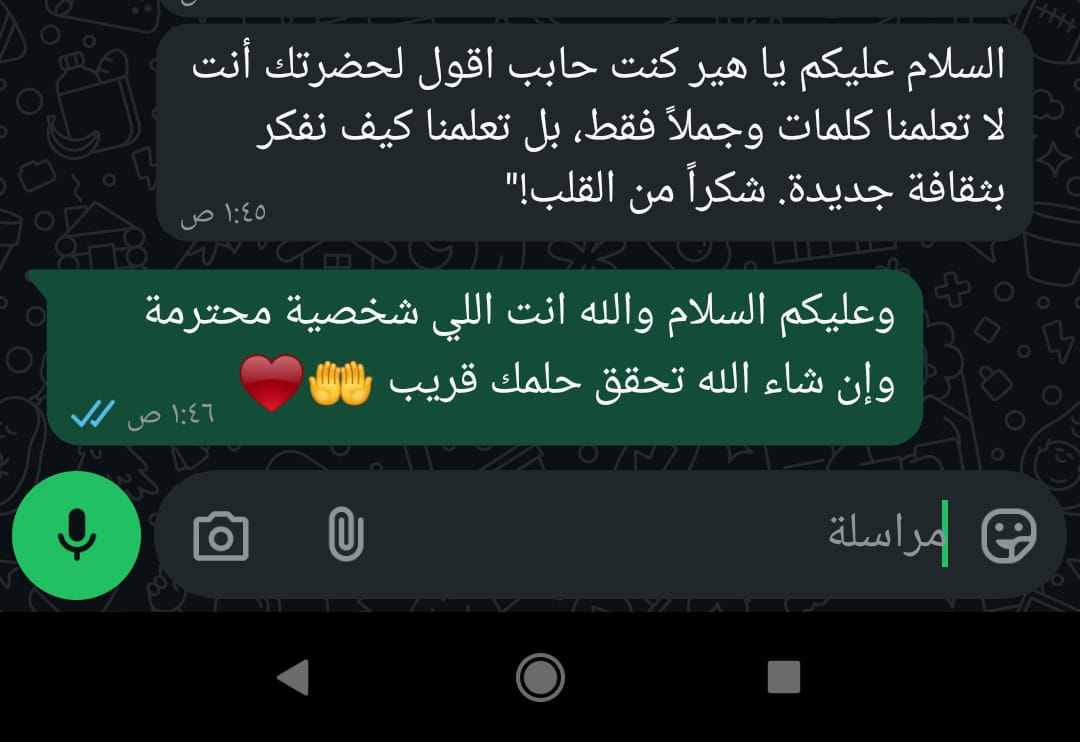 السلام عليكم يا هير كنت حابب اقول لحضرتك أنت
لا تعلمنا كلمات وجملاً فقط، بل تعلمنا كيف نفكر
بثقافة جديدة. شكراً من القلب!"
١:٤٥ ص
وعليكم السلام والله انت اللي شخصية محترمة
وإن شاء الله تحقق حلمك قريب 🤲❤️
١:٤٦ ص
مراسلة